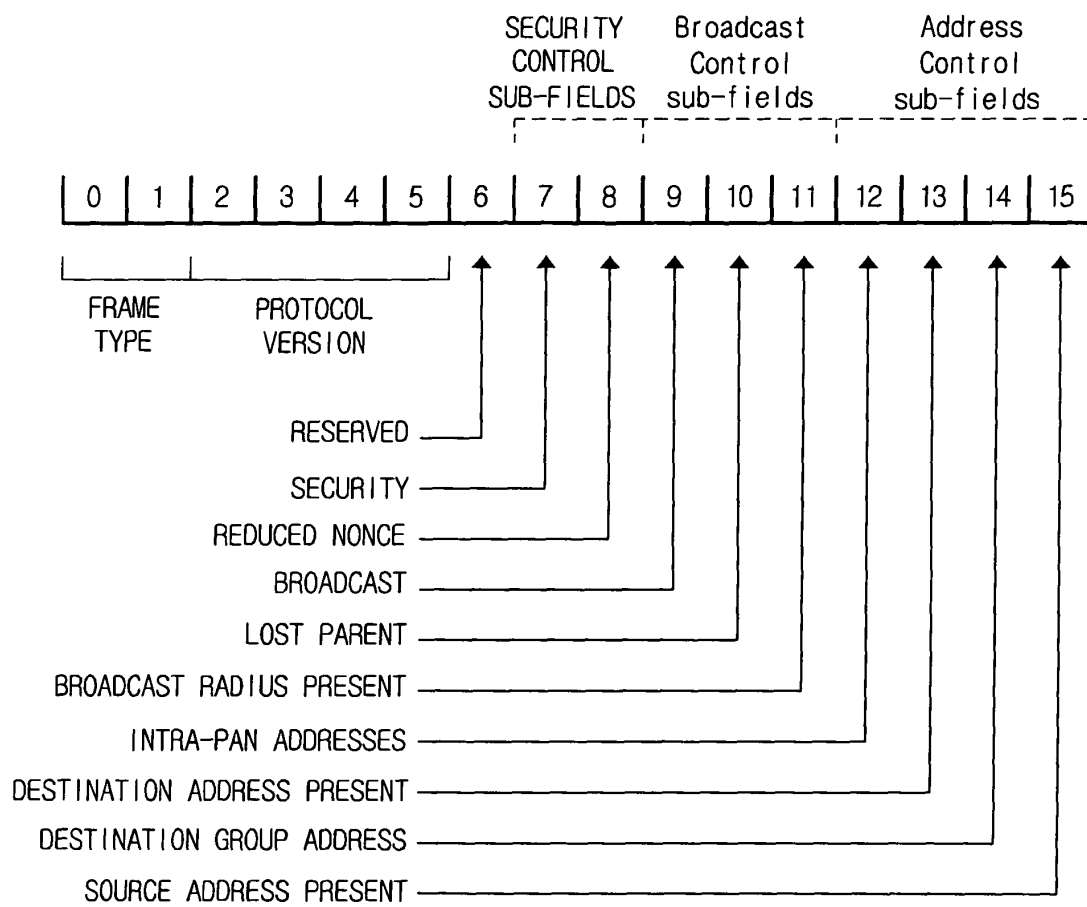 SECURITY
CONTROL
SUB-FIELDS
Broadcast
Control
sub-fields
Address
Control
sub-fields
0 1 2 3 4 5 6 7 8 9 10 11 12 13 14 15
FRAME
TYPE
PROTOCOL
VERSION
RESERVED
SECURITY
REDUCED NONCE
BROADCAST
LOST PARENT
BROADCAST RADIUS PRESENT
INTRA-PAN ADDRESSES
DESTINATION ADDRESS PRESENT
DESTINATION GROUP ADDRESS
SOURCE ADDRESS PRESENT